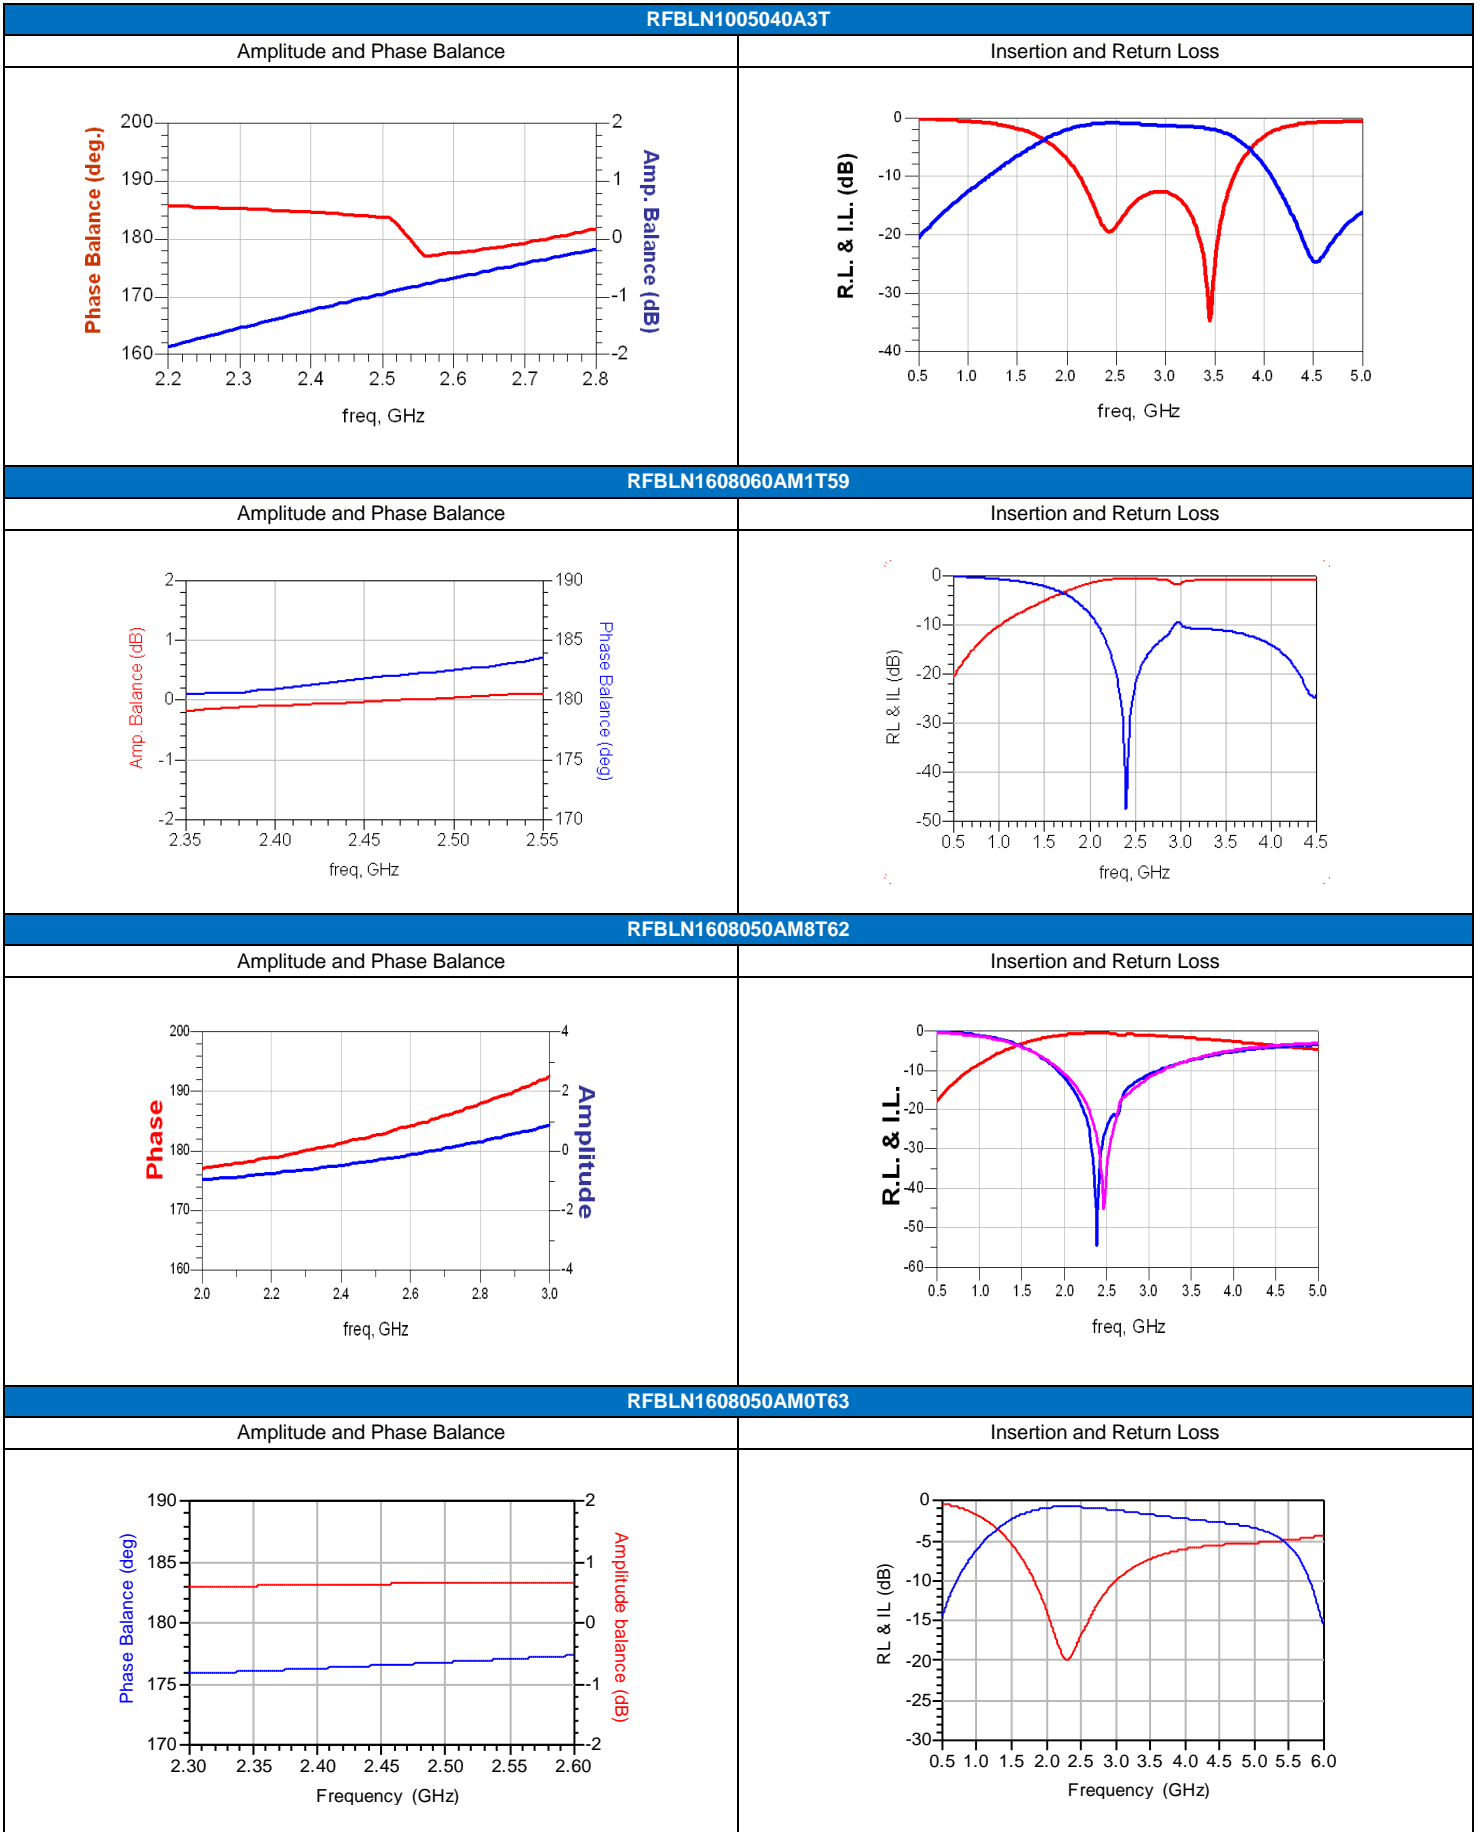 RFBLN1005040A3T
Amplitude and Phase Balance
Insertion and Return Loss
Phase Balance (deg.)
200
190
180
170
160
2
1
0
-1
-2
Amp. Balance (dB)
2.2 2.3 2.4 2.5 2.6 2.7 2.8
freq, GHz
R.L. & I.L. (dB)
0
-10
-20
-30
-40
0.5 1.0 1.5 2.0 2.5 3.0 3.5 4.0 4.5 5.0
freq, GHz
RFBLN1608060AM1T59
Amplitude and Phase Balance
Insertion and Return Loss
Amp. Balance (dB)
2
1
0
-1
-2
190
185
180
175
170
Phase Balance (deg)
2.35 2.40 2.45 2.50 2.55
freq, GHz
RL & IL (dB)
0
-10
-20
-30
-40
-50
0.5 1.0 1.5 2.0 2.5 3.0 3.5 4.0 4.5
freq, GHz
RFBLN1608050AM8T62
Amplitude and Phase Balance
Insertion and Return Loss
Phase
200
190
180
170
160
4
2
0
-2
-4
Amplitude
2.0 2.2 2.4 2.6 2.8 3.0
freq, GHz
R.L. & I.L.
0
-10
-20
-30
-40
-50
-60
0.5 1.0 1.5 2.0 2.5 3.0 3.5 4.0 4.5 5.0
freq, GHz
RFBLN1608050AM0T63
Amplitude and Phase Balance
Insertion and Return Loss
Phase Balance (deg)
190
185
180
175
170
2
1
0
-1
-2
Amplitude balance (dB)
2.30 2.35 2.40 2.45 2.50 2.55 2.60
Frequency (GHz)
RL & IL (dB)
0
-5
-10
-15
-20
-25
-30
0.5 1.0 1.5 2.0 2.5 3.0 3.5 4.0 4.5 5.0 5.5 6.0
Frequency (GHz)